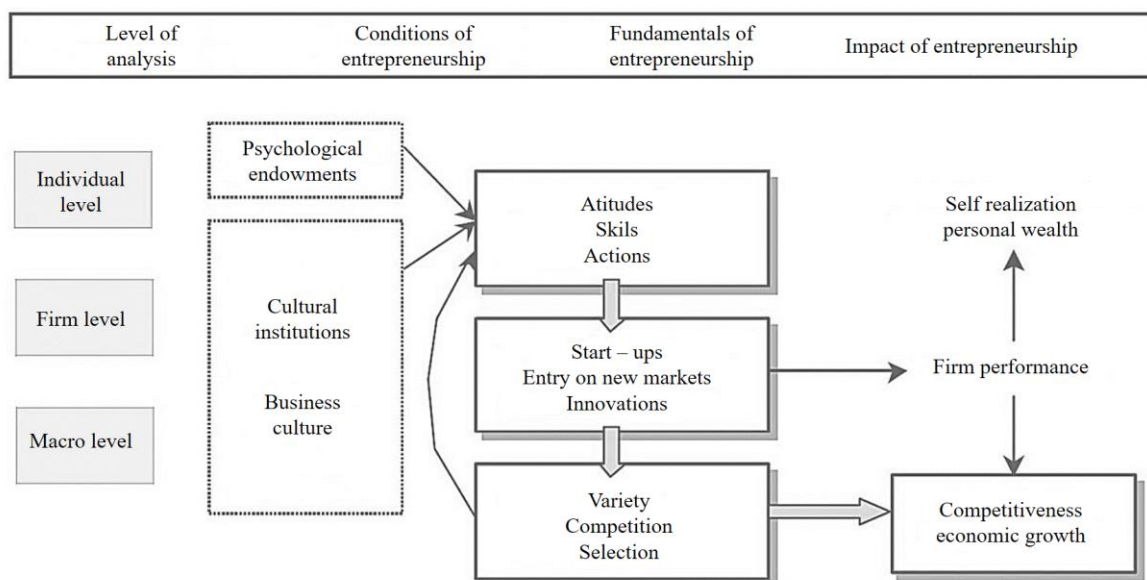 Level of
analysis
Conditions of
entrepreneurship
Fundamentals of
entrepreneurship
Impact of entrepreneurship
Individual
level
Firm level
Macro level
Psychological
endowments
Cultural
institutions
Business
culture
Atitudes
Skils
Actions
Start – ups
Entry on new markets
Innovations
Variety
Competition
Selection
Self realization
personal wealth
Firm performance
Competitiveness
economic growth